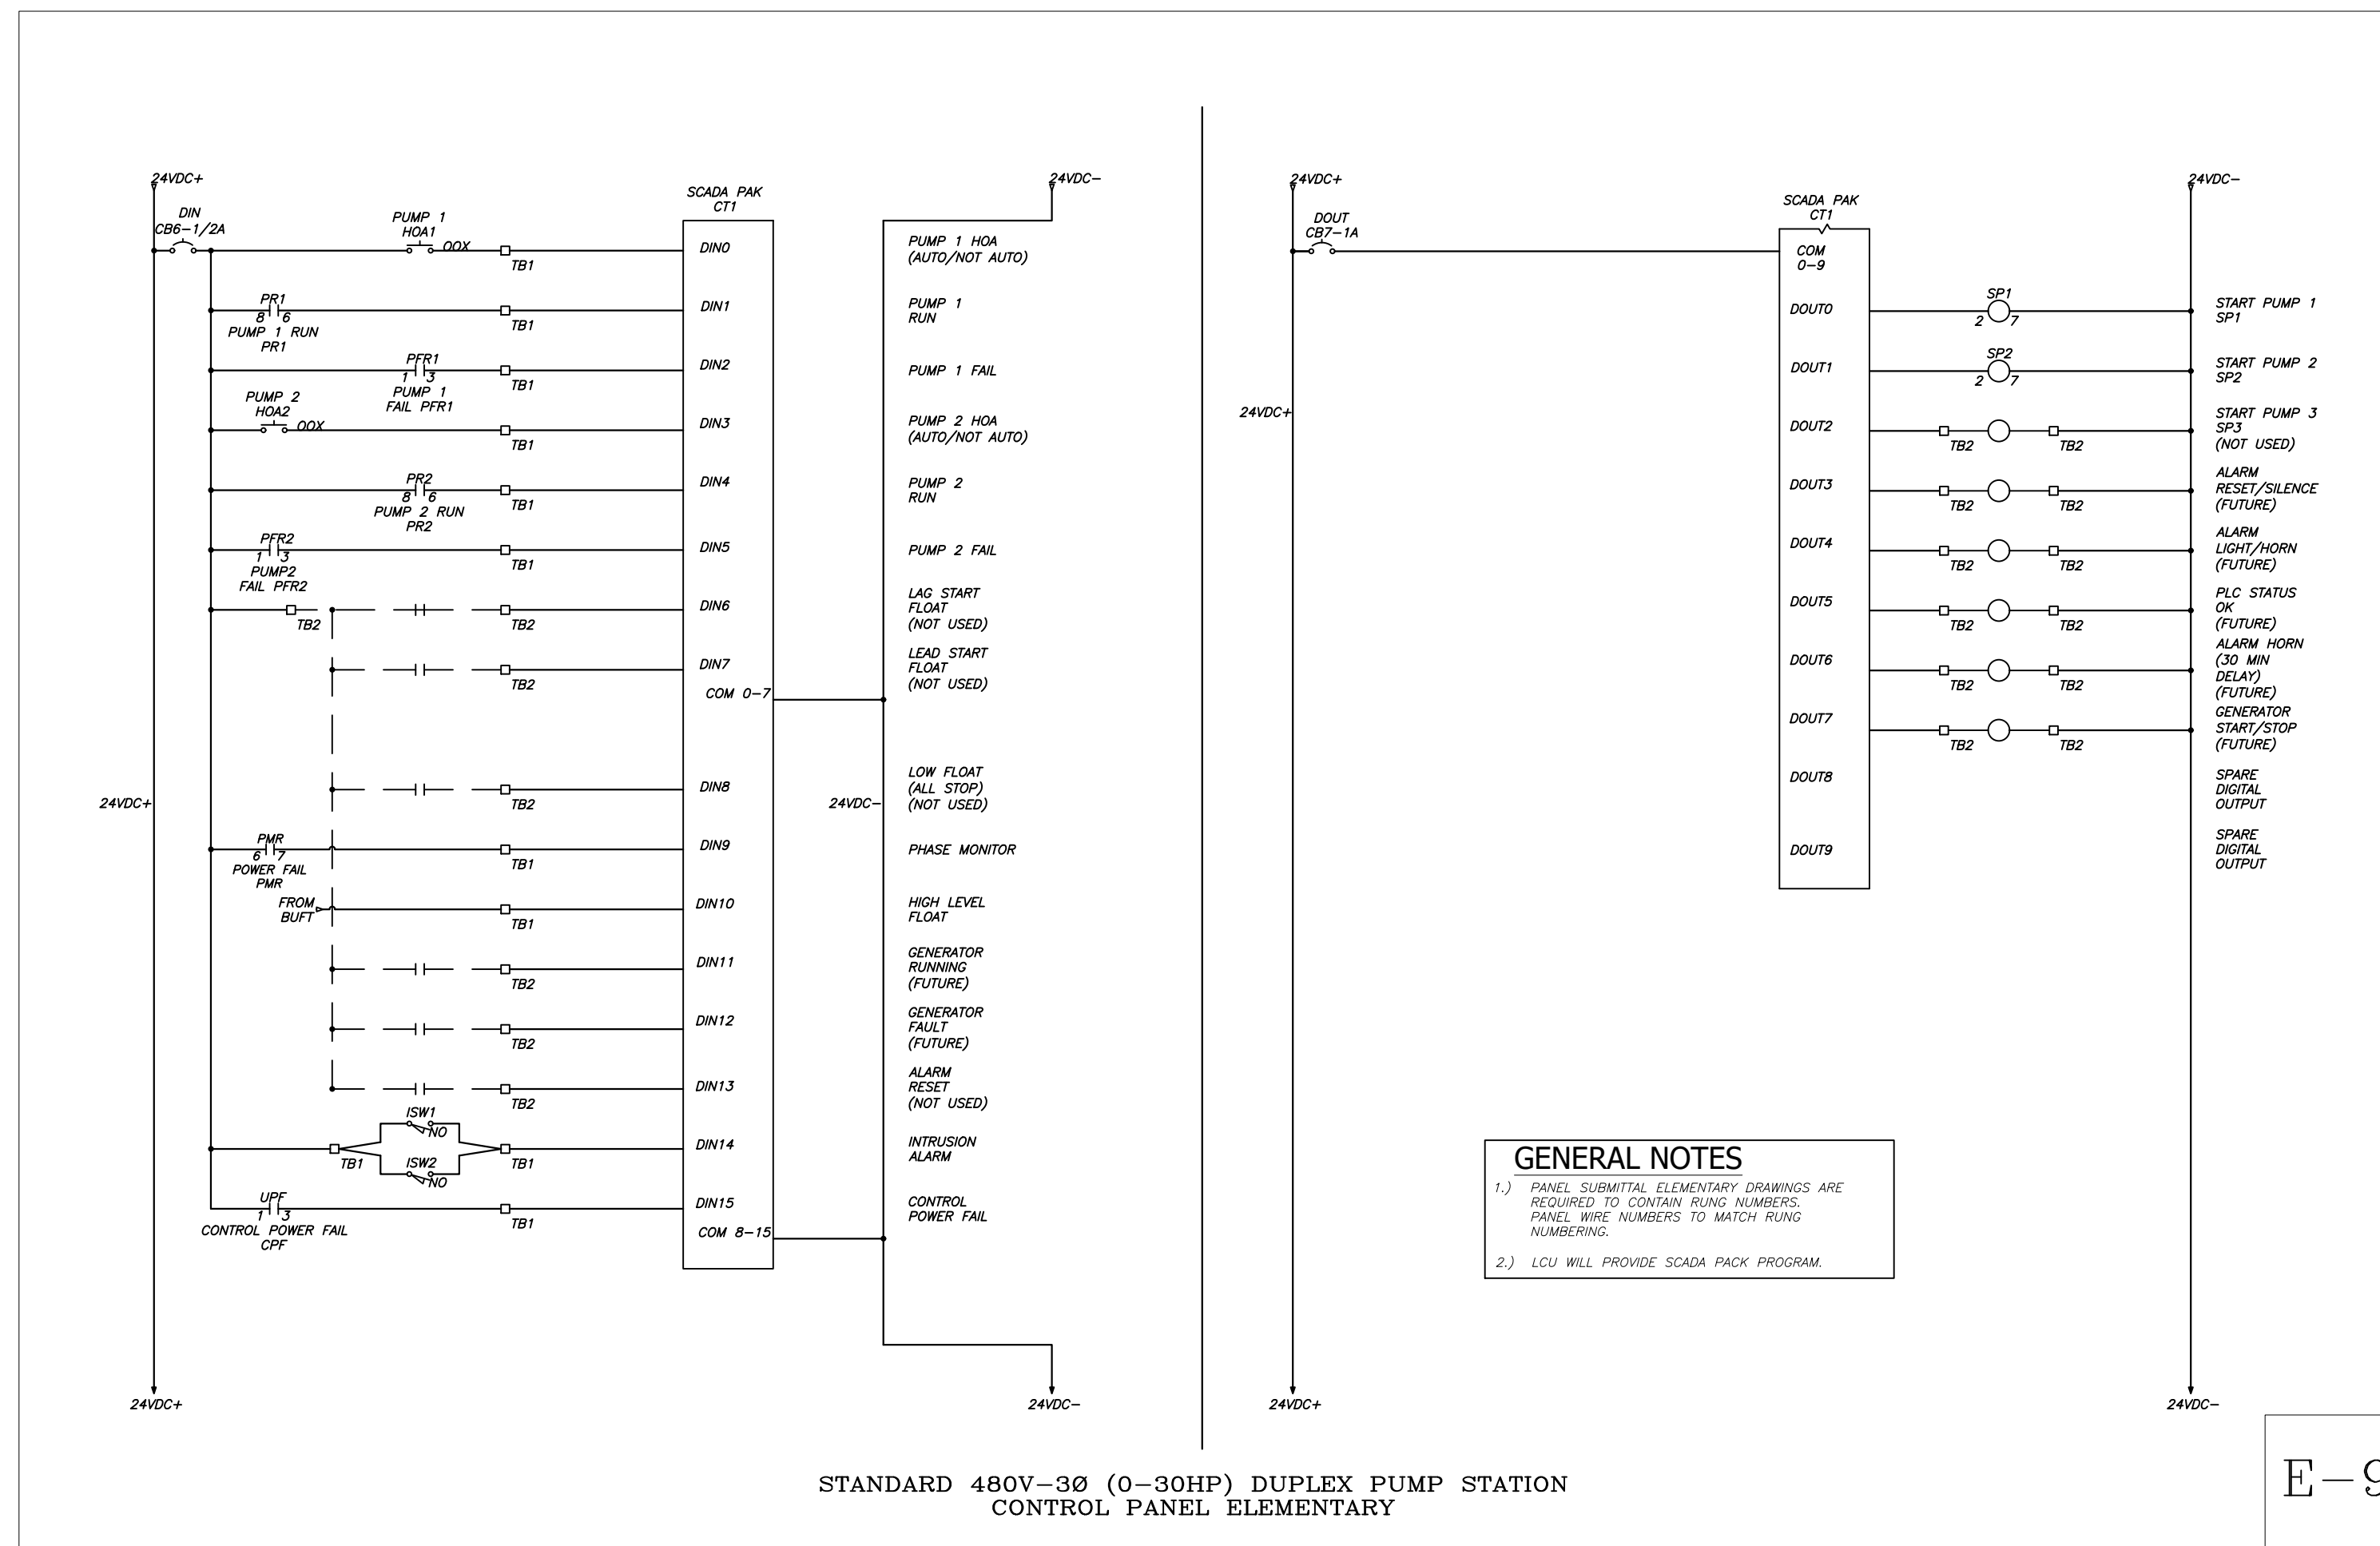 24VDC+
DIN
CB6-1/2A
PUMP 1
HOA1
OOX
TB1
SCADA PAK
CT1
DIN0
24VDC-
PUMP 1 HOA
(AUTO/NOT AUTO)
PR1
8 6
PUMP 1 RUN
PR1
TB1
DIN1
PUMP 1
RUN
PFR1
1 3
PUMP 1
FAIL PFR1
TB1
DIN2
PUMP 1 FAIL
PUMP 2
HOA2
OOX
TB1
DIN3
PUMP 2 HOA
(AUTO/NOT AUTO)
PR2
8 6
PUMP 2 RUN
PR2
TB1
DIN4
PUMP 2
RUN
PFR2
1 3
PUMP2
FAIL PFR2
TB1
DIN5
PUMP 2 FAIL
TB2
TB2
DIN6
LAG START
FLOAT
(NOT USED)
TB2
DIN7
COM 0-7
LEAD START
FLOAT
(NOT USED)
24VDC+
TB2
DIN8
24VDC-
LOW FLOAT
(ALL STOP)
(NOT USED)
PMR
6 7
POWER FAIL
PMR
TB1
DIN9
PHASE MONITOR
FROM
BUFT
TB1
DIN10
HIGH LEVEL
FLOAT
TB2
DIN11
GENERATOR
RUNNING
(FUTURE)
TB2
DIN12
GENERATOR
FAULT
(FUTURE)
TB2
DIN13
ALARM
RESET
(NOT USED)
TB1
ISW1
NO
ISW2
NO
TB1
DIN14
INTRUSION
ALARM
UPF
1 3
CONTROL POWER FAIL
CPF
TB1
DIN15
COM 8-15
CONTROL
POWER FAIL
24VDC+
24VDC-
24VDC+
DOUT
CB7-1A
24VDC+
SCADA PAK
CT1
COM
0-9
24VDC-
DOUT0
SP1
2 7
START PUMP 1
SP1
DOUT1
SP2
2 7
START PUMP 2
SP2
DOUT2
TB2
TB2
START PUMP 3
SP3
(NOT USED)
DOUT3
TB2
TB2
ALARM
RESET/SILENCE
(FUTURE)
DOUT4
TB2
TB2
ALARM
LIGHT/HORN
(FUTURE)
DOUT5
TB2
TB2
PLC STATUS
OK
(FUTURE)
DOUT6
TB2
TB2
ALARM HORN
(30 MIN
DELAY)
(FUTURE)
DOUT7
TB2
TB2
GENERATOR
START/STOP
(FUTURE)
DOUT8
SPARE
DIGITAL
OUTPUT
DOUT9
SPARE
DIGITAL
OUTPUT
GENERAL NOTES
1.) PANEL SUBMITTAL ELEMENTARY DRAWINGS ARE
REQUIRED TO CONTAIN RUNG NUMBERS.
PANEL WIRE NUMBERS TO MATCH RUNG
NUMBERING.
2.) LCU WILL PROVIDE SCADA PACK PROGRAM.
24VDC+
24VDC-
STANDARD 480V-3Ø (0-30HP) DUPLEX PUMP STATION
CONTROL PANEL ELEMENTARY
E-9